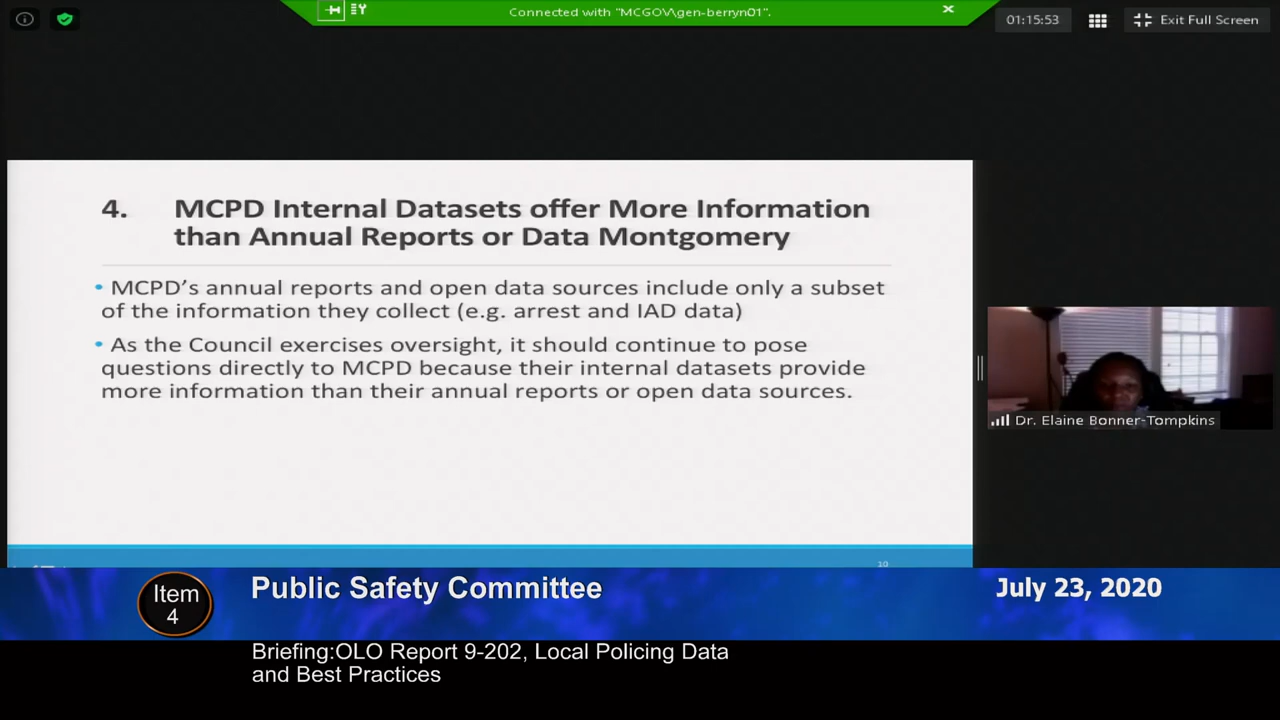 Connected with "MCGOV\gen-berryn01".
01:15:53
Exit Full Screen
4. MCPD Internal Datasets offer More Information
than Annual Reports or Data Montgomery
• MCPD's annual reports and open data sources include only a subset
of the information they collect (e.g. arrest and IAD data)
• As the Council exercises oversight, it should continue to pose
questions directly to MCPD because their internal datasets provide
more information than their annual reports or open data sources.
10
Dr. Elaine Bonner-Tompkins
Item
4
Public Safety Committee
July 23, 2020
Briefing:OLO Report 9-202, Local Policing Data
and Best Practices